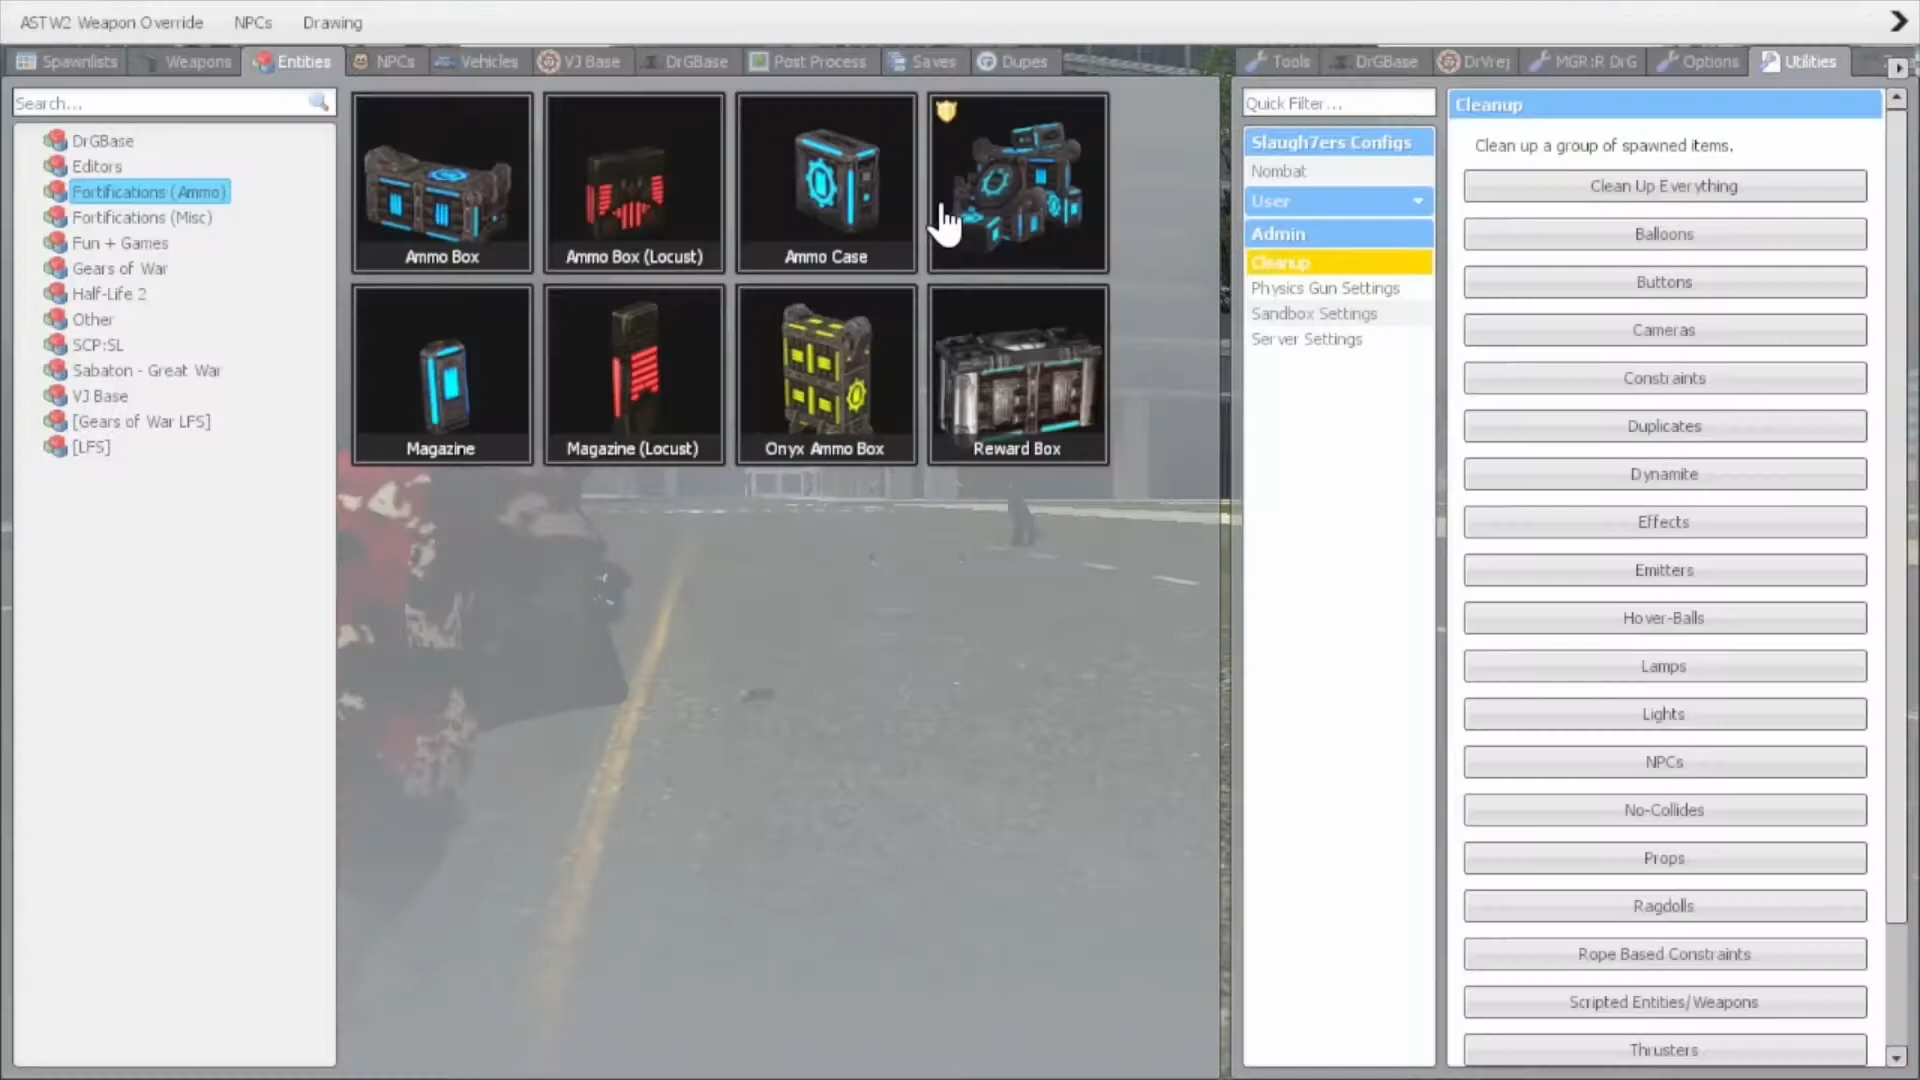 ASTW2 Weapon Override NPCs Drawing
Spawnlists Weapons Entities NPCs Vehicles VJ Base DrGBase Post Process Saves Dupes
Search...
DrGBase
Editors
Fortifications (Ammo)
Fortifications (Misc)
Fun + Games
Gears of War
Half-Life 2
Other
SCP:SL
Sabaton - Great War
VJ Base
[Gears of War LFS]
[LFS]
Ammo Box
Ammo Box (Locust)
Ammo Case
Magazine
Magazine (Locust)
Onyx Ammo Box
Reward Box
Tools DrGBase DrVrej MGR:R DrG Options Utilities
Quick Filter...
Slaugh7ers Configs
Nombat
User
Admin
Cleanup
Physics Gun Settings
Sandbox Settings
Server Settings
Cleanup
Clean up a group of spawned items.
Clean Up Everything
Balloons
Buttons
Cameras
Constraints
Duplicates
Dynamite
Effects
Emitters
Hover-Balls
Lamps
Lights
NPCs
No-Collides
Props
Ragdolls
Rope Based Constraints
Scripted Entities/Weapons
Thrusters